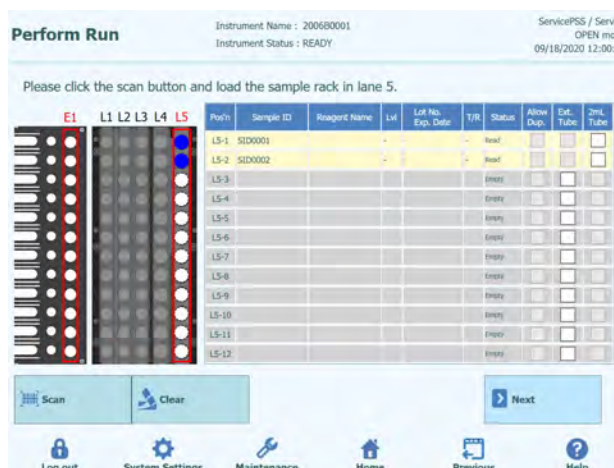 Perform Run
Instrument Name : 2006B0001
Instrument Status : READY
ServicePSS / Serv
OPEN mo
09/18/2020 12:00:
Please click the scan button and load the sample rack in lane 5.
E1 L1 L2 L3 L4 L5
Pos'n Sample ID Reagent Name Lvl Lot No. Exp. Date T/R Status Allow Dup. Ext. Tube 2mL Tube
L5-1 SID0001 - - Read
L5-2 SID0002 - - Read
L5-3 Empty
L5-4 Empty
L5-5 Empty
L5-6 Empty
L5-7 Empty
L5-8 Empty
L5-9 Empty
L5-10 Empty
L5-11 Empty
L5-12 Empty
Scan Clear Next
Log out System Settings Maintenance Home Previous Help